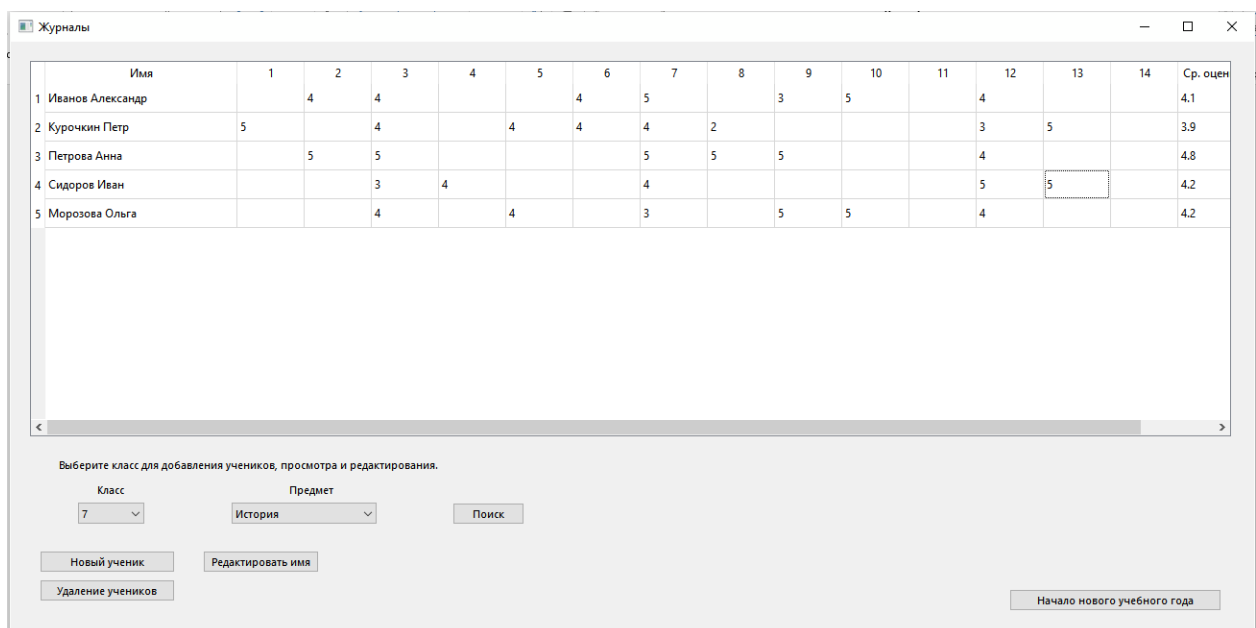 Журналы
Имя 1 2 3 4 5 6 7 8 9 10 11 12 13 14 Ср. оцен
1 Иванов Александр 4 4 4 5 3 5 4 4.1
2 Курочкин Петр 5 4 4 4 4 2 3 5 3.9
3 Петрова Анна 5 5 5 5 5 4 4.8
4 Сидоров Иван 3 4 4 5 5 4.2
5 Морозова Ольга 4 4 3 5 5 4 4.2
Выберите класс для добавления учеников, просмотра и редактирования.
Класс Предмет
7 История Поиск
Новый ученик Редактировать имя
Удаление учеников
Начало нового учебного года